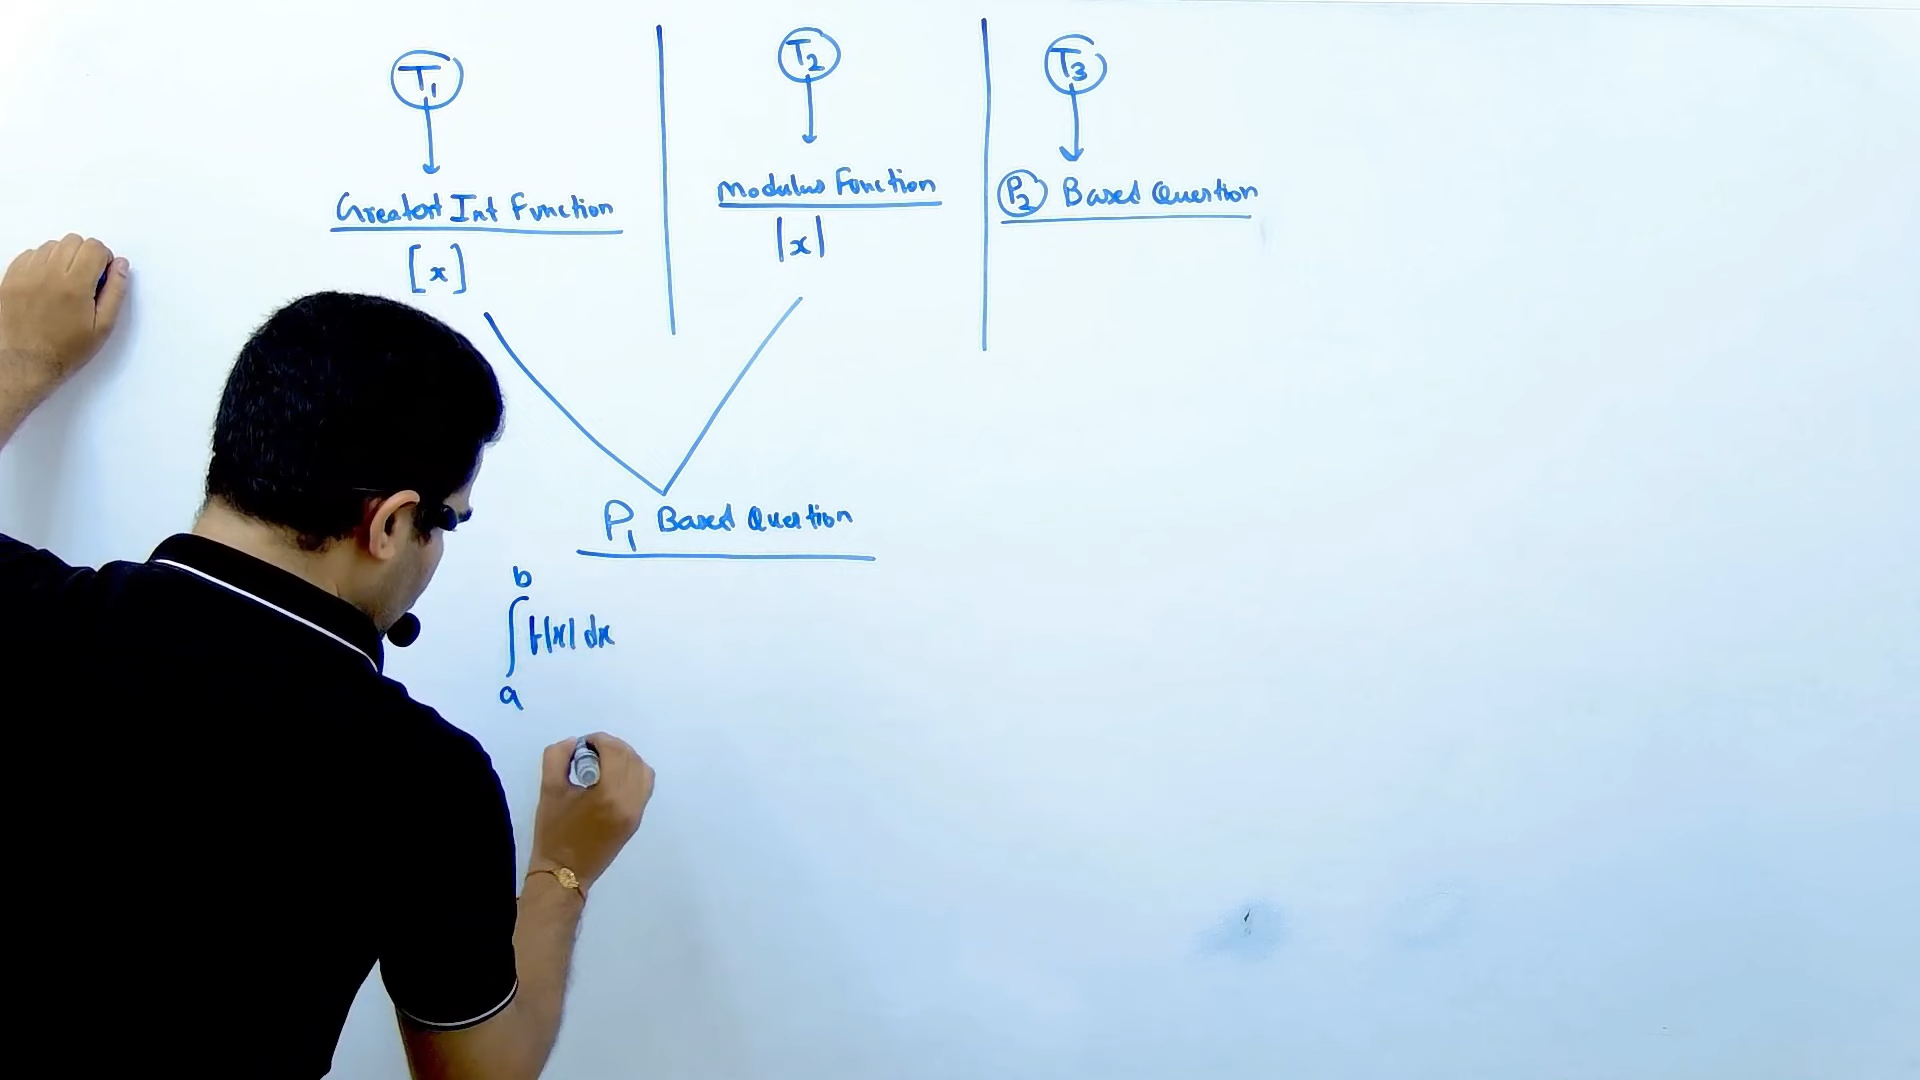 T1
Greatest Int Function
[x]
T2
Modulus Function
|x|
T3
P2 Based Question
P1 Based Question
b
∫ f(x) dx
a